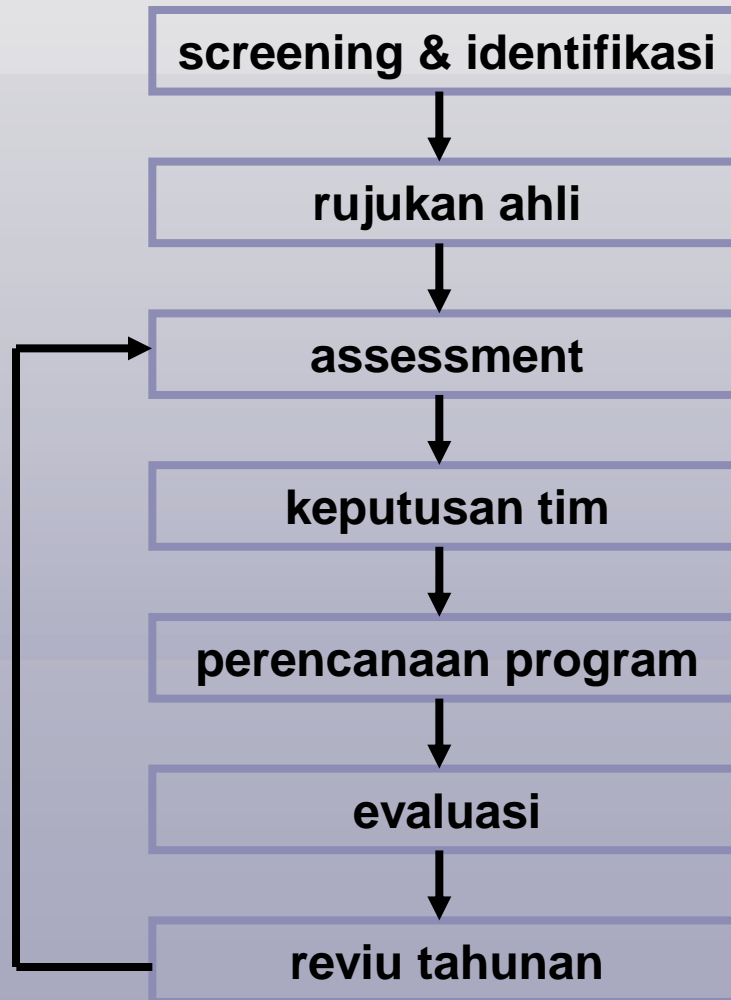 screening & identifikasi
rujukan ahli
assessment
keputusan tim
perencanaan program
evaluasi
reviu tahunan